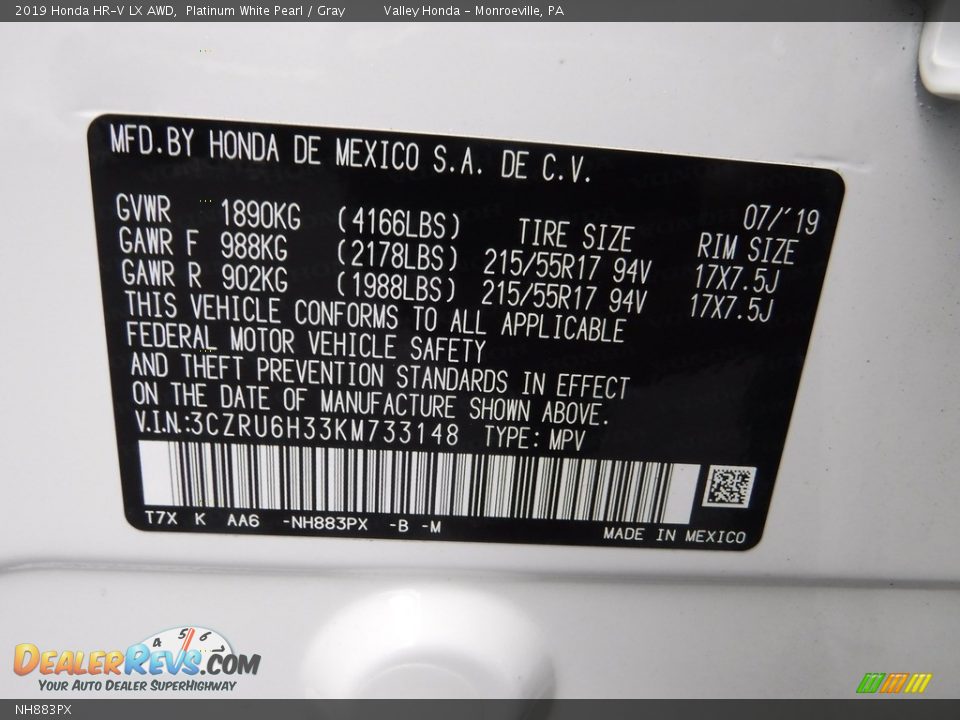 2019 Honda HR-V LX AWD, Platinum White Pearl / Gray Valley Honda - Monroeville, PA
MFD.BY HONDA DE MEXICO S.A. DE C.V.
07/'19
GVWR 1890KG (4166LBS) TIRE SIZE RIM SIZE
GAWR F 988KG (2178LBS) 215/55R17 94V 17X7.5J
GAWR R 902KG (1988LBS) 215/55R17 94V 17X7.5J
THIS VEHICLE CONFORMS TO ALL APPLICABLE
FEDERAL MOTOR VEHICLE SAFETY
AND THEFT PREVENTION STANDARDS IN EFFECT
ON THE DATE OF MANUFACTURE SHOWN ABOVE.
V.I.N.:3CZRU6H33KM733148 TYPE: MPV
T7X K AA6 -NH883PX -B -M
MADE IN MEXICO
4 5 6
DEALERREVS.COM
YOUR AUTO DEALER SUPERHIGHWAY
NH883PX